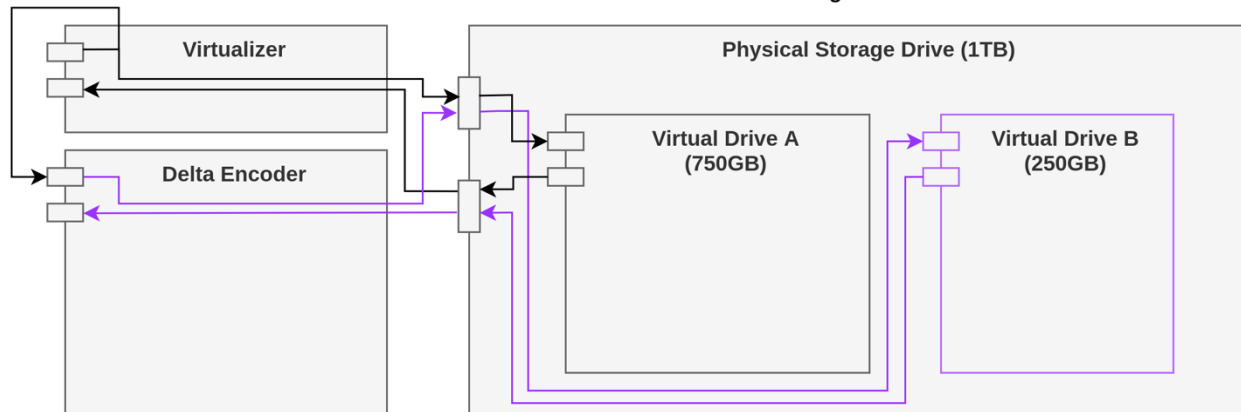 Virtualizer
Physical Storage Drive (1TB)
Virtual Drive A
(750GB)
Virtual Drive B
(250GB)
Delta Encoder